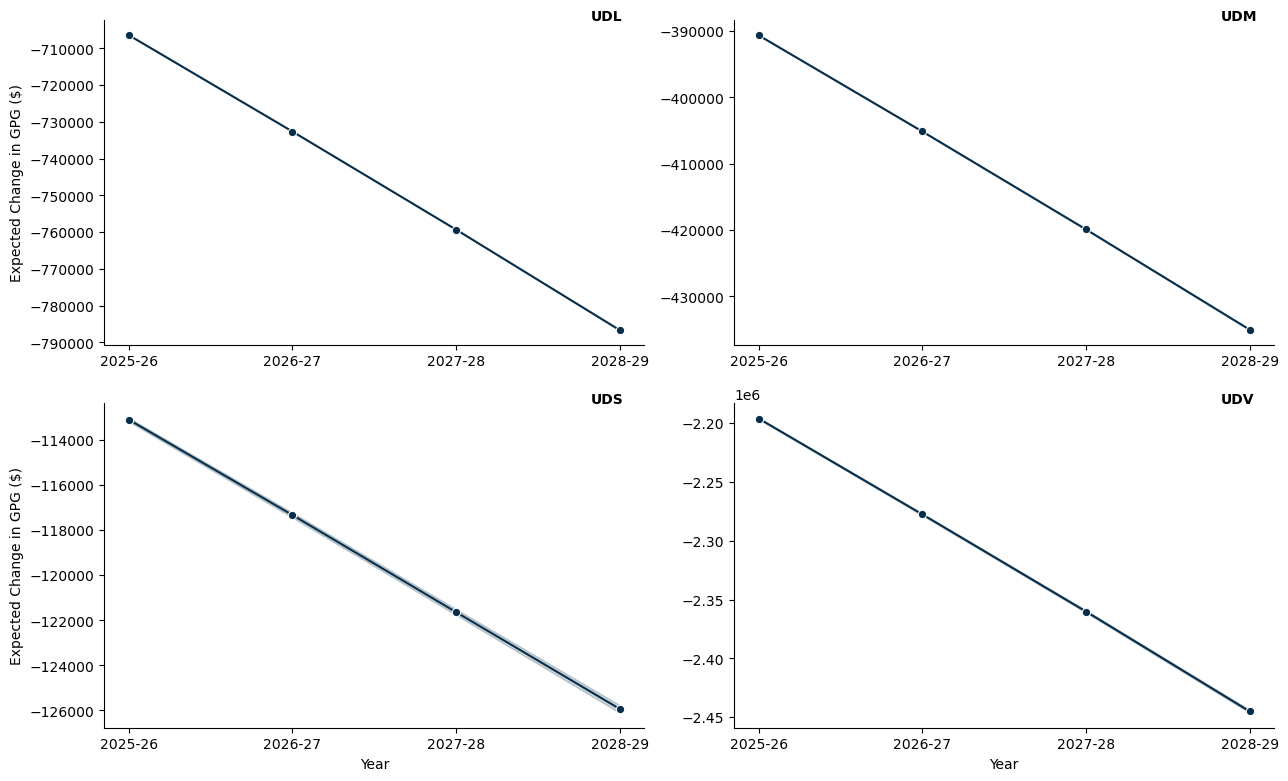 UDL
Expected Change in GPG ($)
−710000
−720000
−730000
−740000
−750000
−760000
−770000
−780000
−790000
2025-26 2026-27 2027-28 2028-29
UDM
−390000
−400000
−410000
−420000
−430000
2025-26 2026-27 2027-28 2028-29
UDS
Expected Change in GPG ($)
−114000
−116000
−118000
−120000
−122000
−124000
−126000
2025-26 2026-27 2027-28 2028-29
Year
1e6
UDV
−2.20
−2.25
−2.30
−2.35
−2.40
−2.45
2025-26 2026-27 2027-28 2028-29
Year